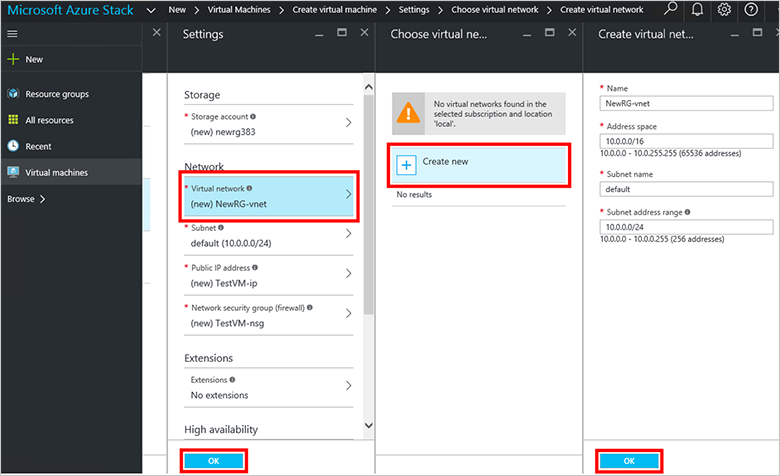 Microsoft Azure Stack
New > Virtual Machines > Create virtual machine > Settings > Choose virtual network > Create virtual network
New
Resource groups
All resources
Recent
Virtual machines
Browse >
Settings
Storage
* Storage account
(new) newrg383
Network
* Virtual network
(new) NewRG-vnet
* Subnet
default (10.0.0.0/24)
* Public IP address
(new) TestVM-ip
* Network security group (firewall)
(new) TestVM-nsg
Extensions
Extensions
No extensions
High availability
OK
Choose virtual ne...
No virtual networks found in the
selected subscription and location
'local'.
Create new
No results
Create virtual net...
* Name
NewRG-vnet
* Address space
10.0.0.0/16
10.0.0.0 - 10.0.255.255 (65536 addresses)
* Subnet name
default
* Subnet address range
10.0.0.0/24
10.0.0.0 - 10.0.0.255 (256 addresses)
OK